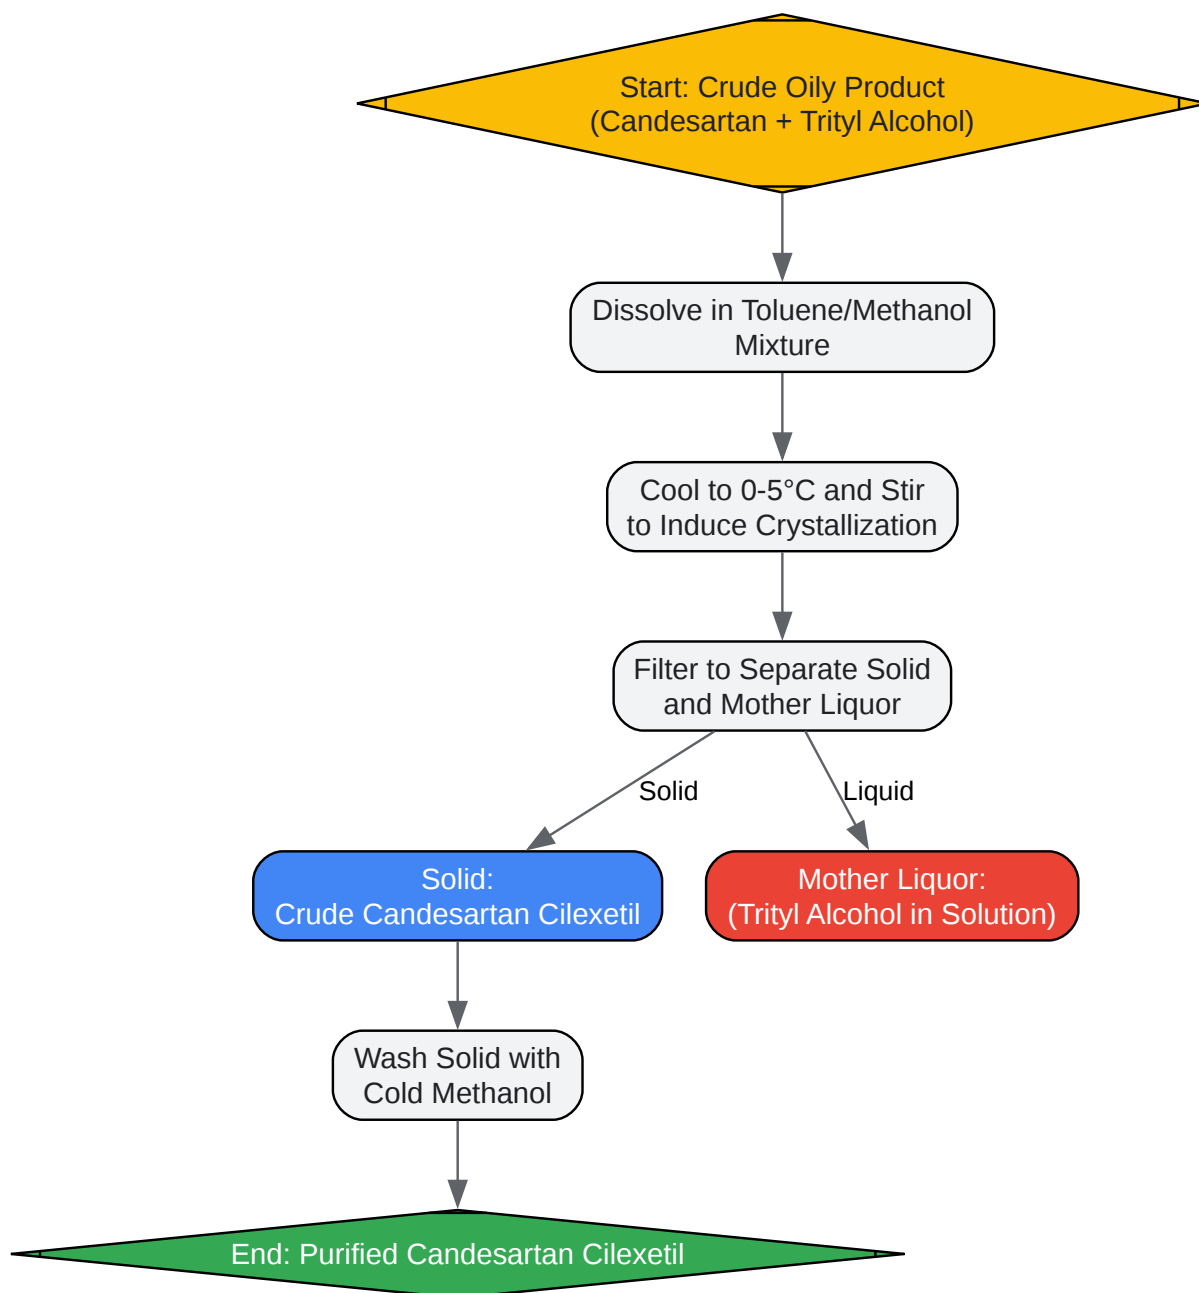 Start: Crude Oily Product
(Candesartan + Trityl Alcohol)
Dissolve in Toluene/Methanol
Mixture
Cool to 0-5°C and Stir
to Induce Crystallization
Filter to Separate Solid
and Mother Liquor
Solid
Liquid
Solid:
Crude Candesartan Cilexetil
Mother Liquor:
(Trityl Alcohol in Solution)
Wash Solid with
Cold Methanol
End: Purified Candesartan Cilexetil